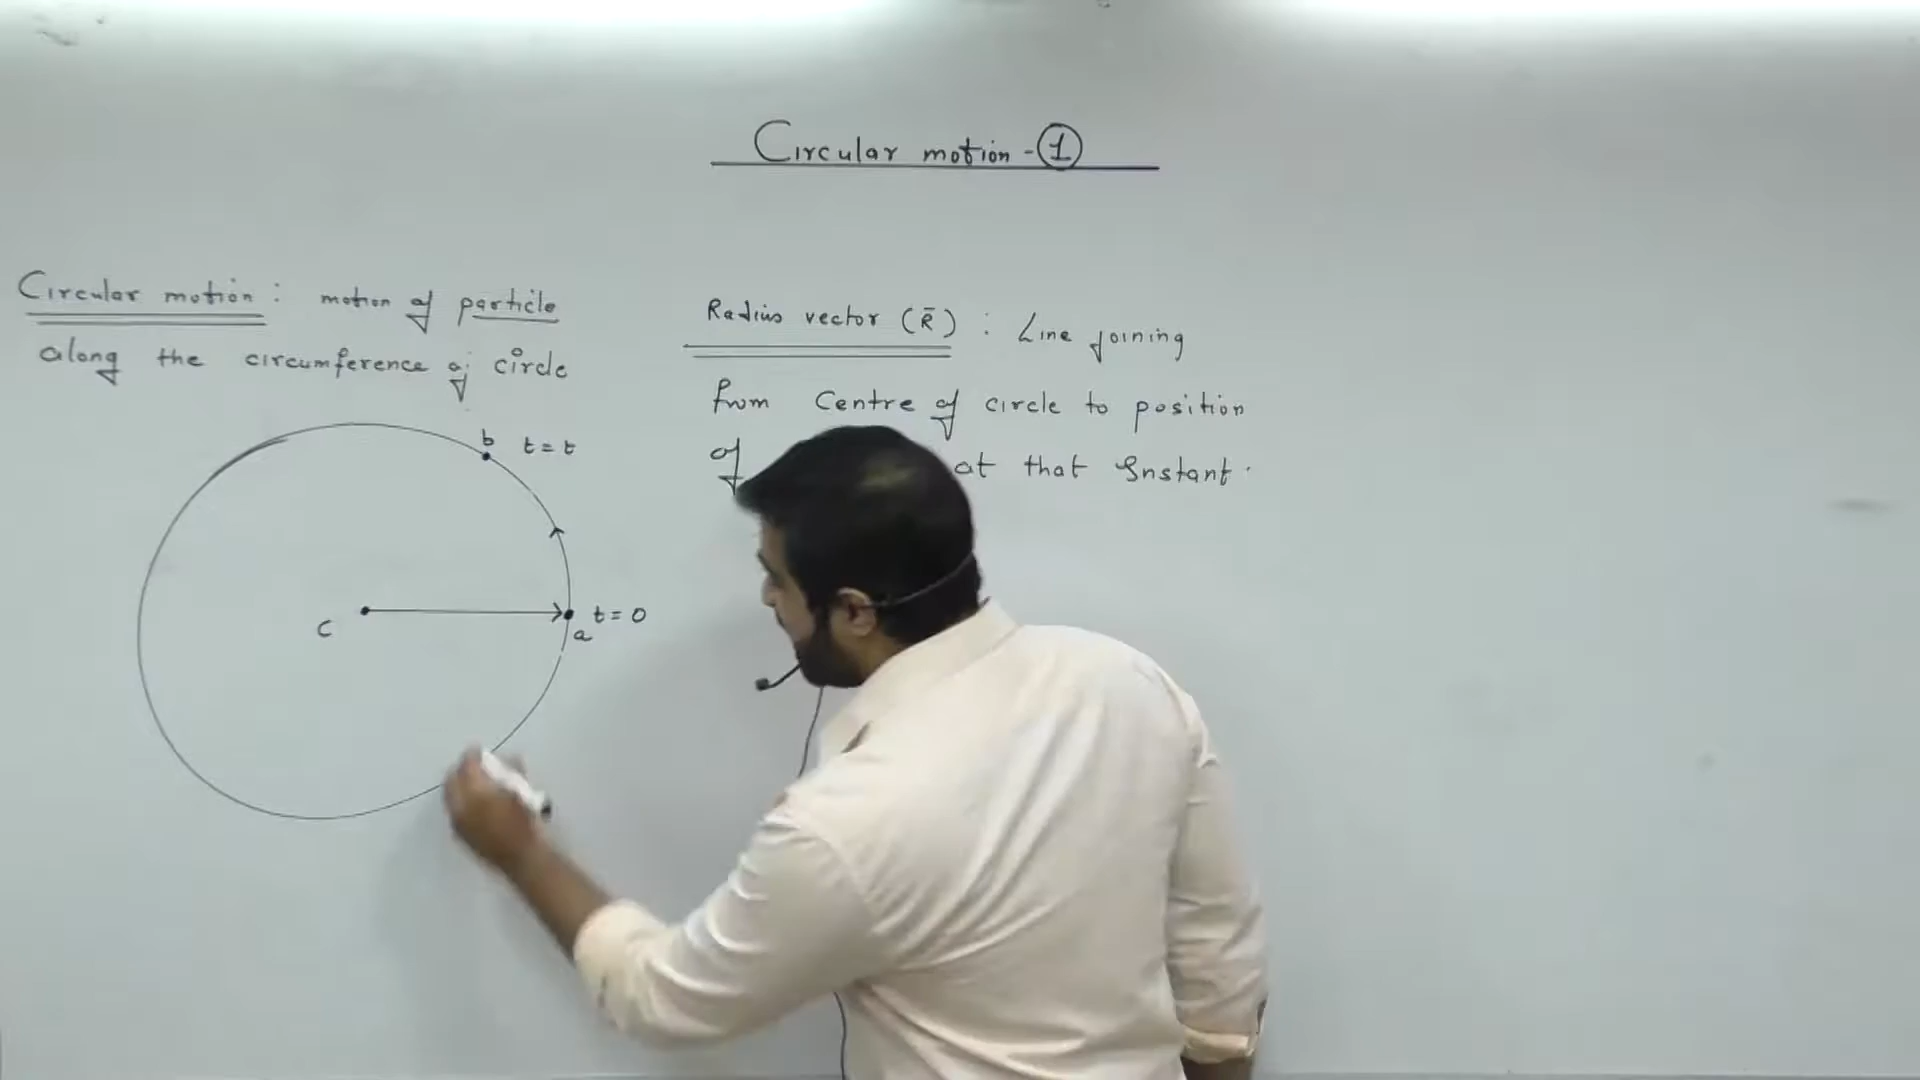 Circular motion - 1
Circular motion : motion of particle
along the circumference of circle
Radius vector (R̄) : Line joining
from Centre of circle to position
of at that Instant.
b t = t
C
t = 0
a